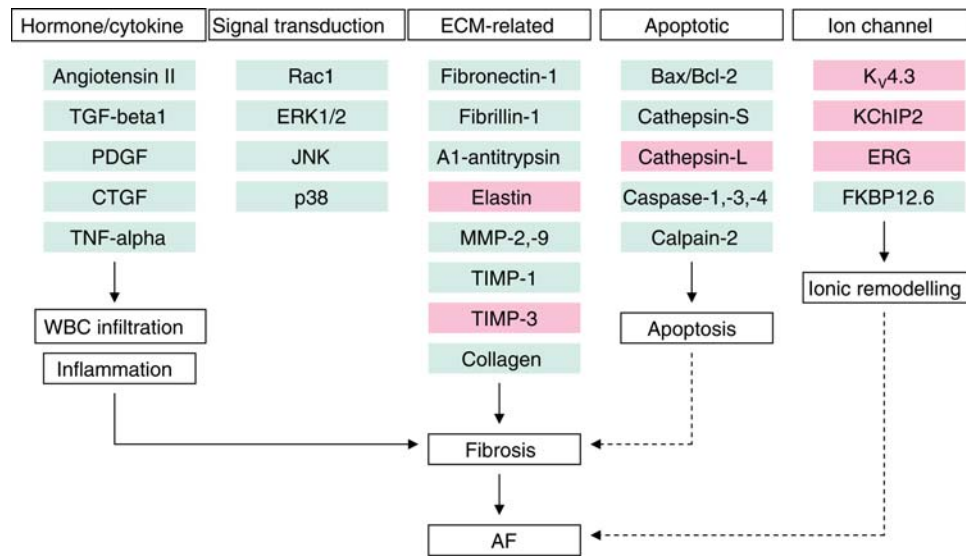 Hormone/cytokine
Angiotensin II
TGF-beta1
PDGF
CTGF
TNF-alpha
WBC infiltration
Inflammation
Signal transduction
Rac1
ERK1/2
JNK
p38
ECM-related
Fibronectin-1
Fibrillin-1
A1-antitrypsin
Elastin
MMP-2,-9
TIMP-1
TIMP-3
Collagen
Fibrosis
AF
Apoptotic
Bax/Bcl-2
Cathepsin-S
Cathepsin-L
Caspase-1,-3,-4
Calpain-2
Apoptosis
Ion channel
KV4.3
KChIP2
ERG
FKBP12.6
Ionic remodelling